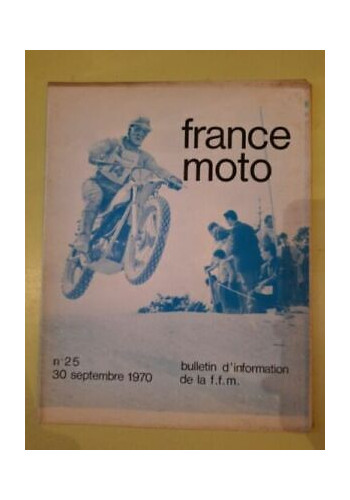 france
moto
n°25
30 septembre 1970
bulletin d'information
de la f.f.m.